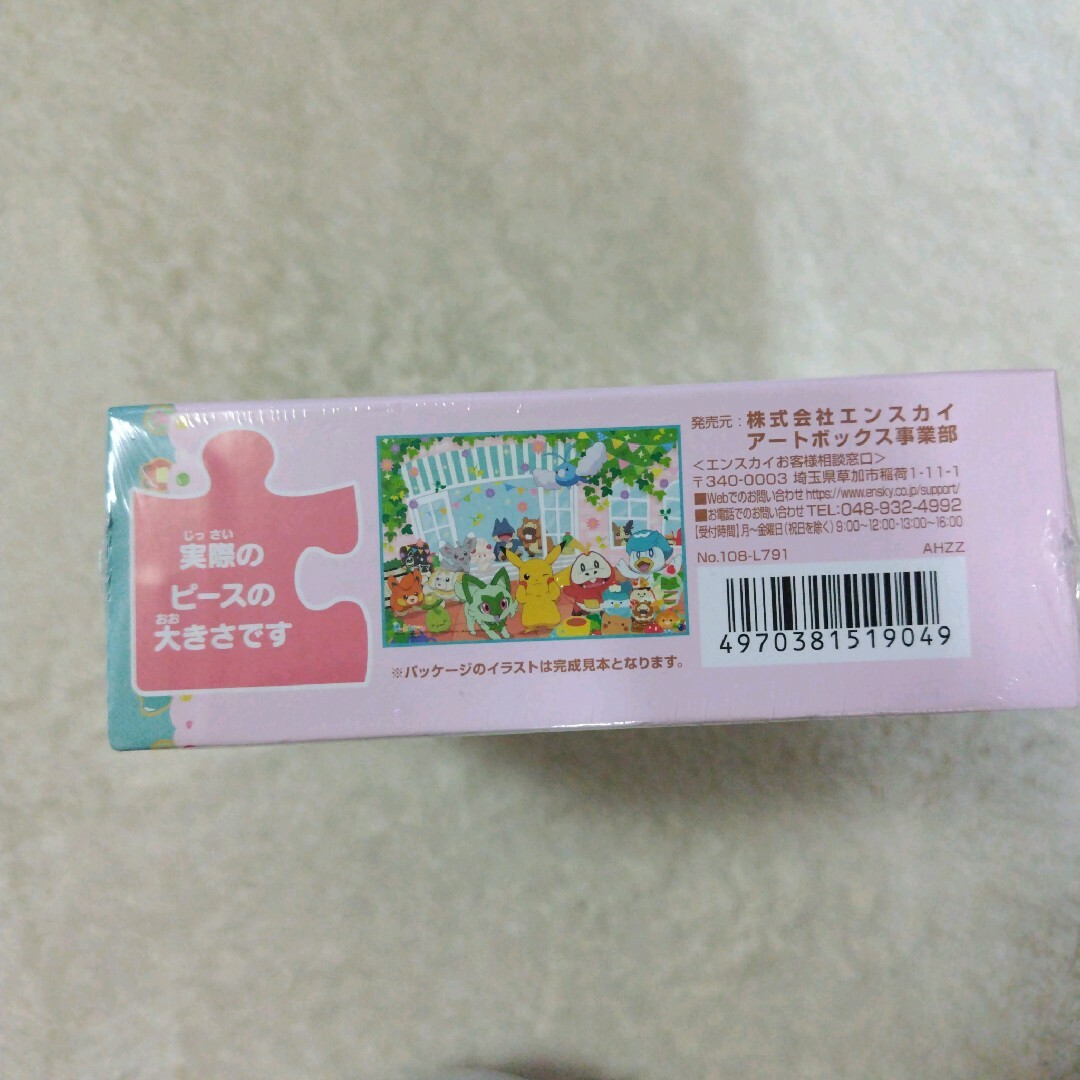 じっさい
実際の
ピースの
おお
大きさです
※パッケージのイラストは完成見本となります。
発売元：株式会社エンスカイ
アートボックス事業部
＜エンスカイお客様相談窓口＞
〒340-0003 埼玉県草加市稲荷1-11-1
■Webでのお問い合わせ https://www.ensky.co.jp/support/
■お電話でのお問い合わせ TEL:048-932-4992
【受付時間】月～金曜日（祝日を除く）9:00~12:00・13:00~16:00
No.108-L791 AHZZ
4970381519049